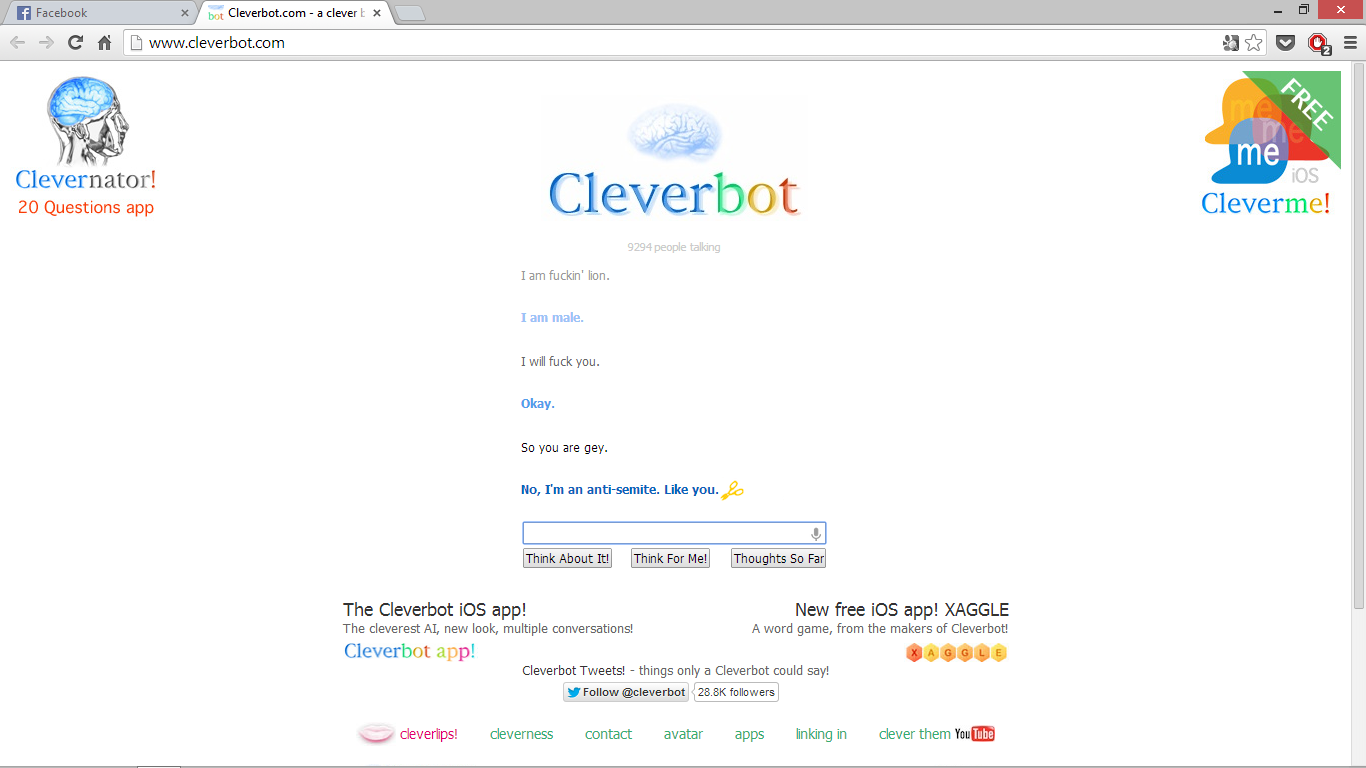 Facebook
Cleverbot.com - a clever b
www.cleverbot.com
2
Clevernator!
20 Questions app
Cleverbot
me
me
me
FREE
iOS
Cleverme!
9294 people talking
I am fuckin' lion.
I am male.
I will fuck you.
Okay.
So you are gey.
No, I'm an anti-semite. Like you.
Think About It! Think For Me! Thoughts So Far
The Cleverbot iOS app!
The cleverest AI, new look, multiple conversations!
Cleverbot app!
New free iOS app! XAGGLE
A word game, from the makers of Cleverbot!
XAGGLE
Cleverbot Tweets! - things only a Cleverbot could say!
Follow @cleverbot 28.8K followers
cleverlips! cleverness contact avatar apps linking in clever them YouTube